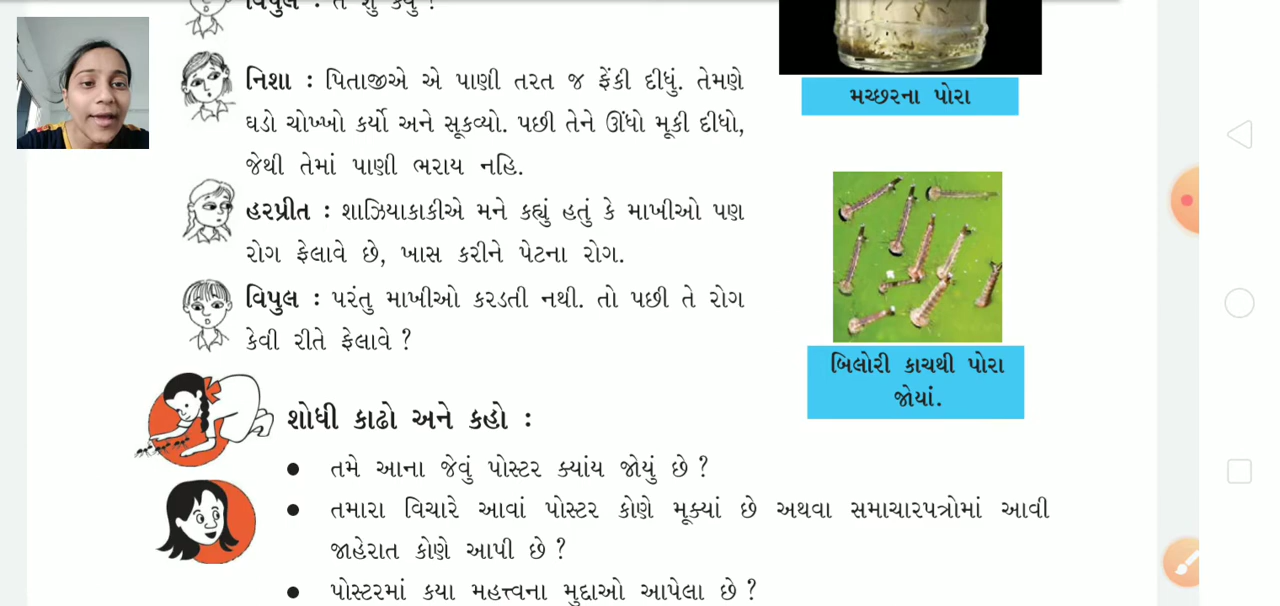 વિપુલ : તેં શું કર્યું ?
નિશા : પિતાજીએ એ પાણી તરત જ ફેંકી દીધું. તેમણે
ઘડો ચોખ્ખો કર્યો અને સૂકવ્યો. પછી તેને ઊંધો મૂકી દીધો,
જેથી તેમાં પાણી ભરાય નહિ.
હરપ્રીત : શાઝિયાકાકીએ મને કહ્યું હતું કે માખીઓ પણ
રોગ ફેલાવે છે, ખાસ કરીને પેટના રોગ.
વિપુલ : પરંતુ માખીઓ કરડતી નથી. તો પછી તે રોગ
કેવી રીતે ફેલાવે ?
મચ્છરના પોરા
બિલોરી કાચથી પોરા
જોયાં.
શોધી કાઢો અને કહો :
• તમે આના જેવું પોસ્ટર ક્યાંય જોયું છે ?
• તમારા વિચારે આવાં પોસ્ટર કોણે મૂક્યાં છે અથવા સમાચારપત્રોમાં આવી
જાહેરાત કોણે આપી છે ?
• પોસ્ટરમાં કયા મહત્ત્વના મુદ્દાઓ આપેલા છે ?